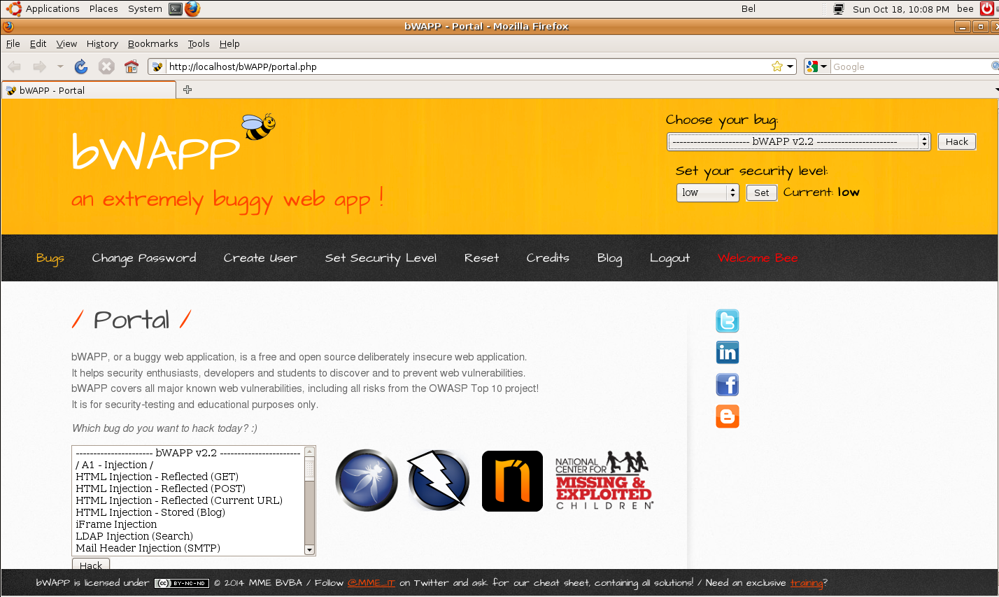 Applications Places System Bel Sun Oct 18, 10:08 PM bee
bWAPP - Portal - Mozilla Firefox
File Edit View History Bookmarks Tools Help
http://localhost/bWAPP/portal.php Google
bWAPP - Portal
bWAPP
an extremely buggy web app !
Choose your bug:
---------------------- bWAPP v2.2 ----------------------- Hack
Set your security level:
low Set Current: low
Bugs Change Password Create User Set Security Level Reset Credits Blog Logout Welcome Bee
/ Portal /
bWAPP, or a buggy web application, is a free and open source deliberately insecure web application.
It helps security enthusiasts, developers and students to discover and to prevent web vulnerabilities.
bWAPP covers all major known web vulnerabilities, including all risks from the OWASP Top 10 project!
It is for security-testing and educational purposes only.
Which bug do you want to hack today? :)
---------------------- bWAPP v2.2 -----------------------
/ A1 - Injection /
HTML Injection - Reflected (GET)
HTML Injection - Reflected (POST)
HTML Injection - Reflected (Current URL)
HTML Injection - Stored (Blog)
iFrame Injection
LDAP Injection (Search)
Mail Header Injection (SMTP)
Hack
NATIONAL
CENTER FOR
MISSING &
EXPLOITED
CHILDREN
bWAPP is licensed under (cc) BY-NC-ND © 2014 MME BVBA / Follow @MME_IT on Twitter and ask for our cheat sheet, containing all solutions! / Need an exclusive training?